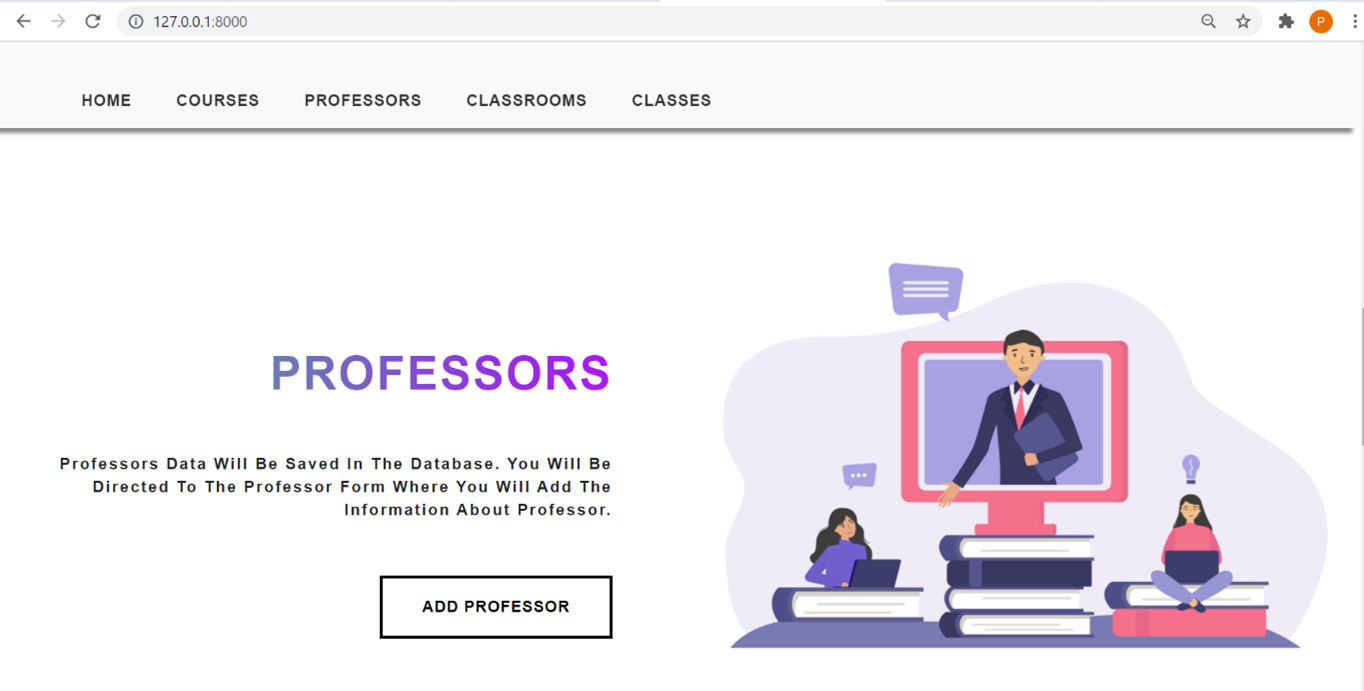 127.0.0.1:8000
P
HOME COURSES PROFESSORS CLASSROOMS CLASSES
PROFESSORS
Professors Data Will Be Saved In The Database. You Will Be
Directed To The Professor Form Where You Will Add The
Information About Professor.
ADD PROFESSOR